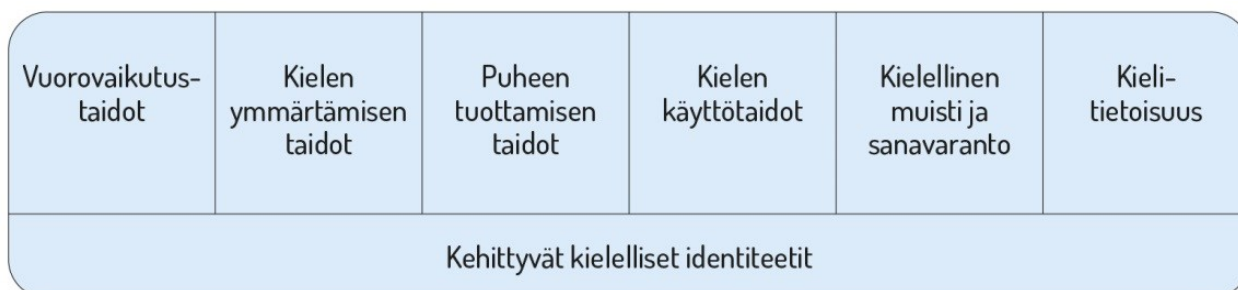 Vuorovaikutus-
taidot
Kielen
ymmärtämisen
taidot
Puheen
tuottamisen
taidot
Kielen
käyttötaidot
Kielellinen
muisti ja
sanavaranto
Kieli-
tietoisuus
Kehittyvät kielelliset identiteetit